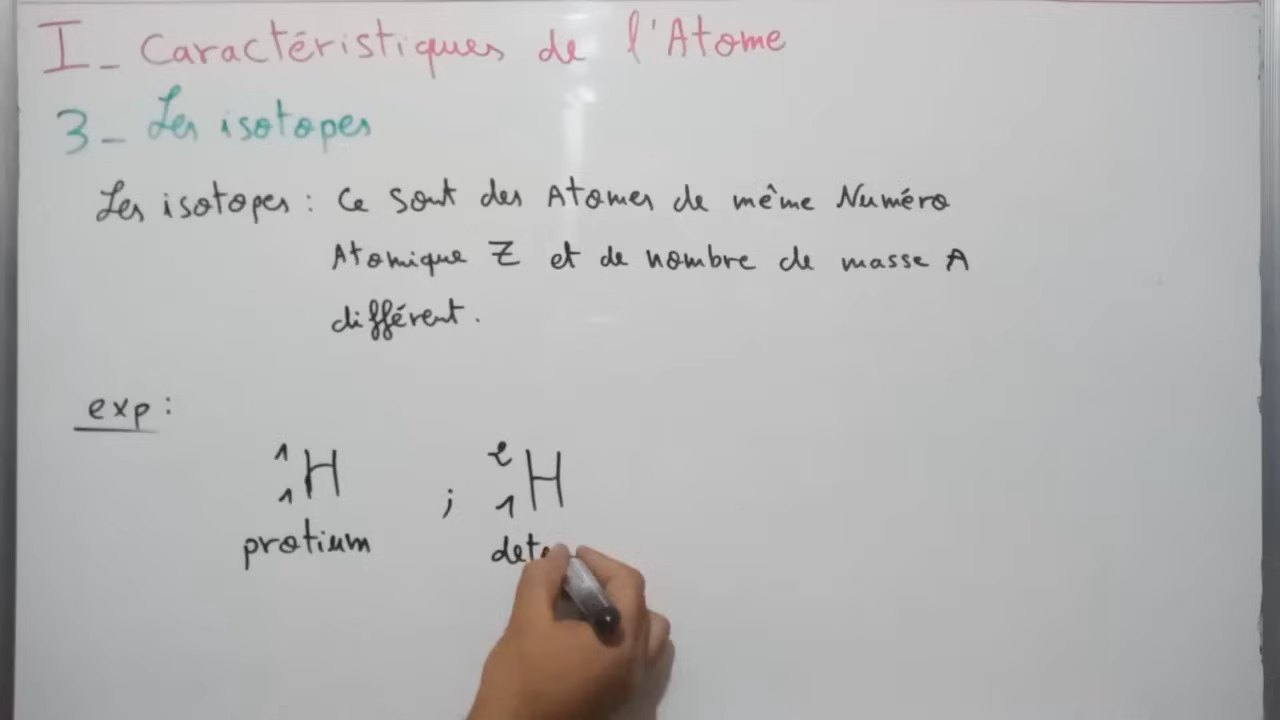 I_ Caractéristiques de l'Atome
3_ Les isotopes
Les isotopes : Ce sont des Atomes de même Numéro
Atomique Z et de nombre de masse A
différent.
exp :
¹₁H ; ²₁H
protium